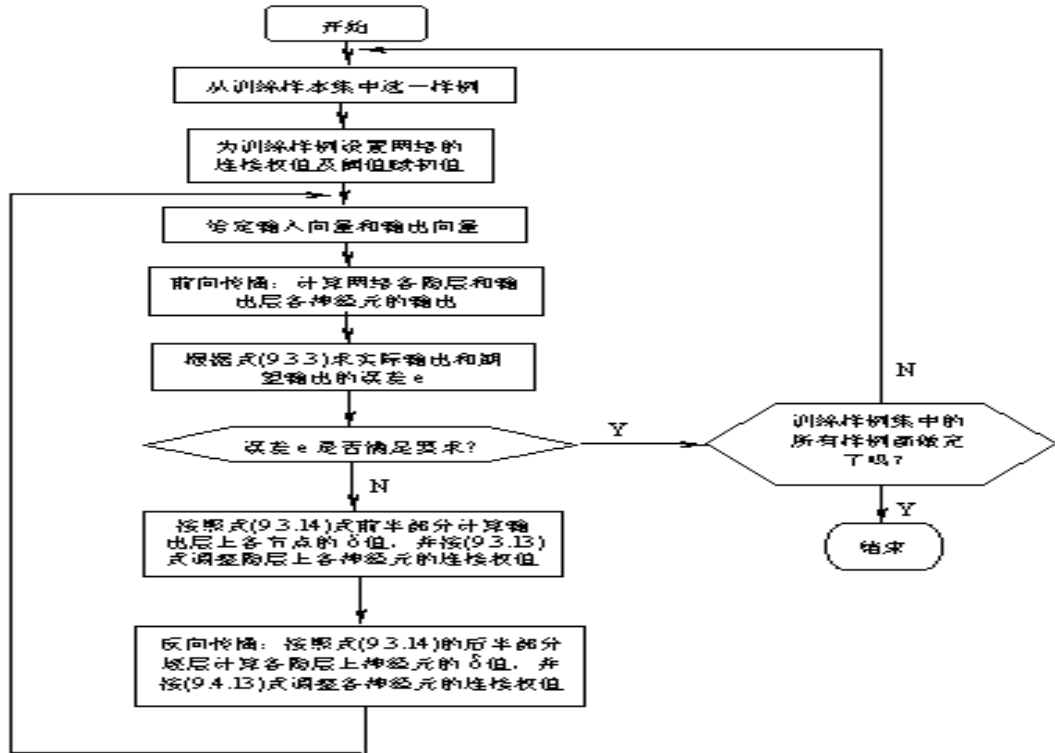 开始
从训练样本集中选一样例
为训练样例设置网络的
连接权值及阈值赋初值
给定输入向量和输出向量
前向传播：计算网络各隐层和输
出层各神经元的输出
根据式(9.3.3)求实际输出和期
望输出的误差e
误差e是否满足要求？
Y
N
训练样例集中的
所有样例都做完
了吗？
N
Y
结束
按照式(9.3.14)式前半部分计算输
出层上各节点的δ值，并按(9.3.13)
式调整隐层上各神经元的连接权值
反向传播：按照式(9.3.14)的后半部分
逐层计算各隐层上神经元的δ值，并
按(9.4.13)式调整各神经元的连接权值